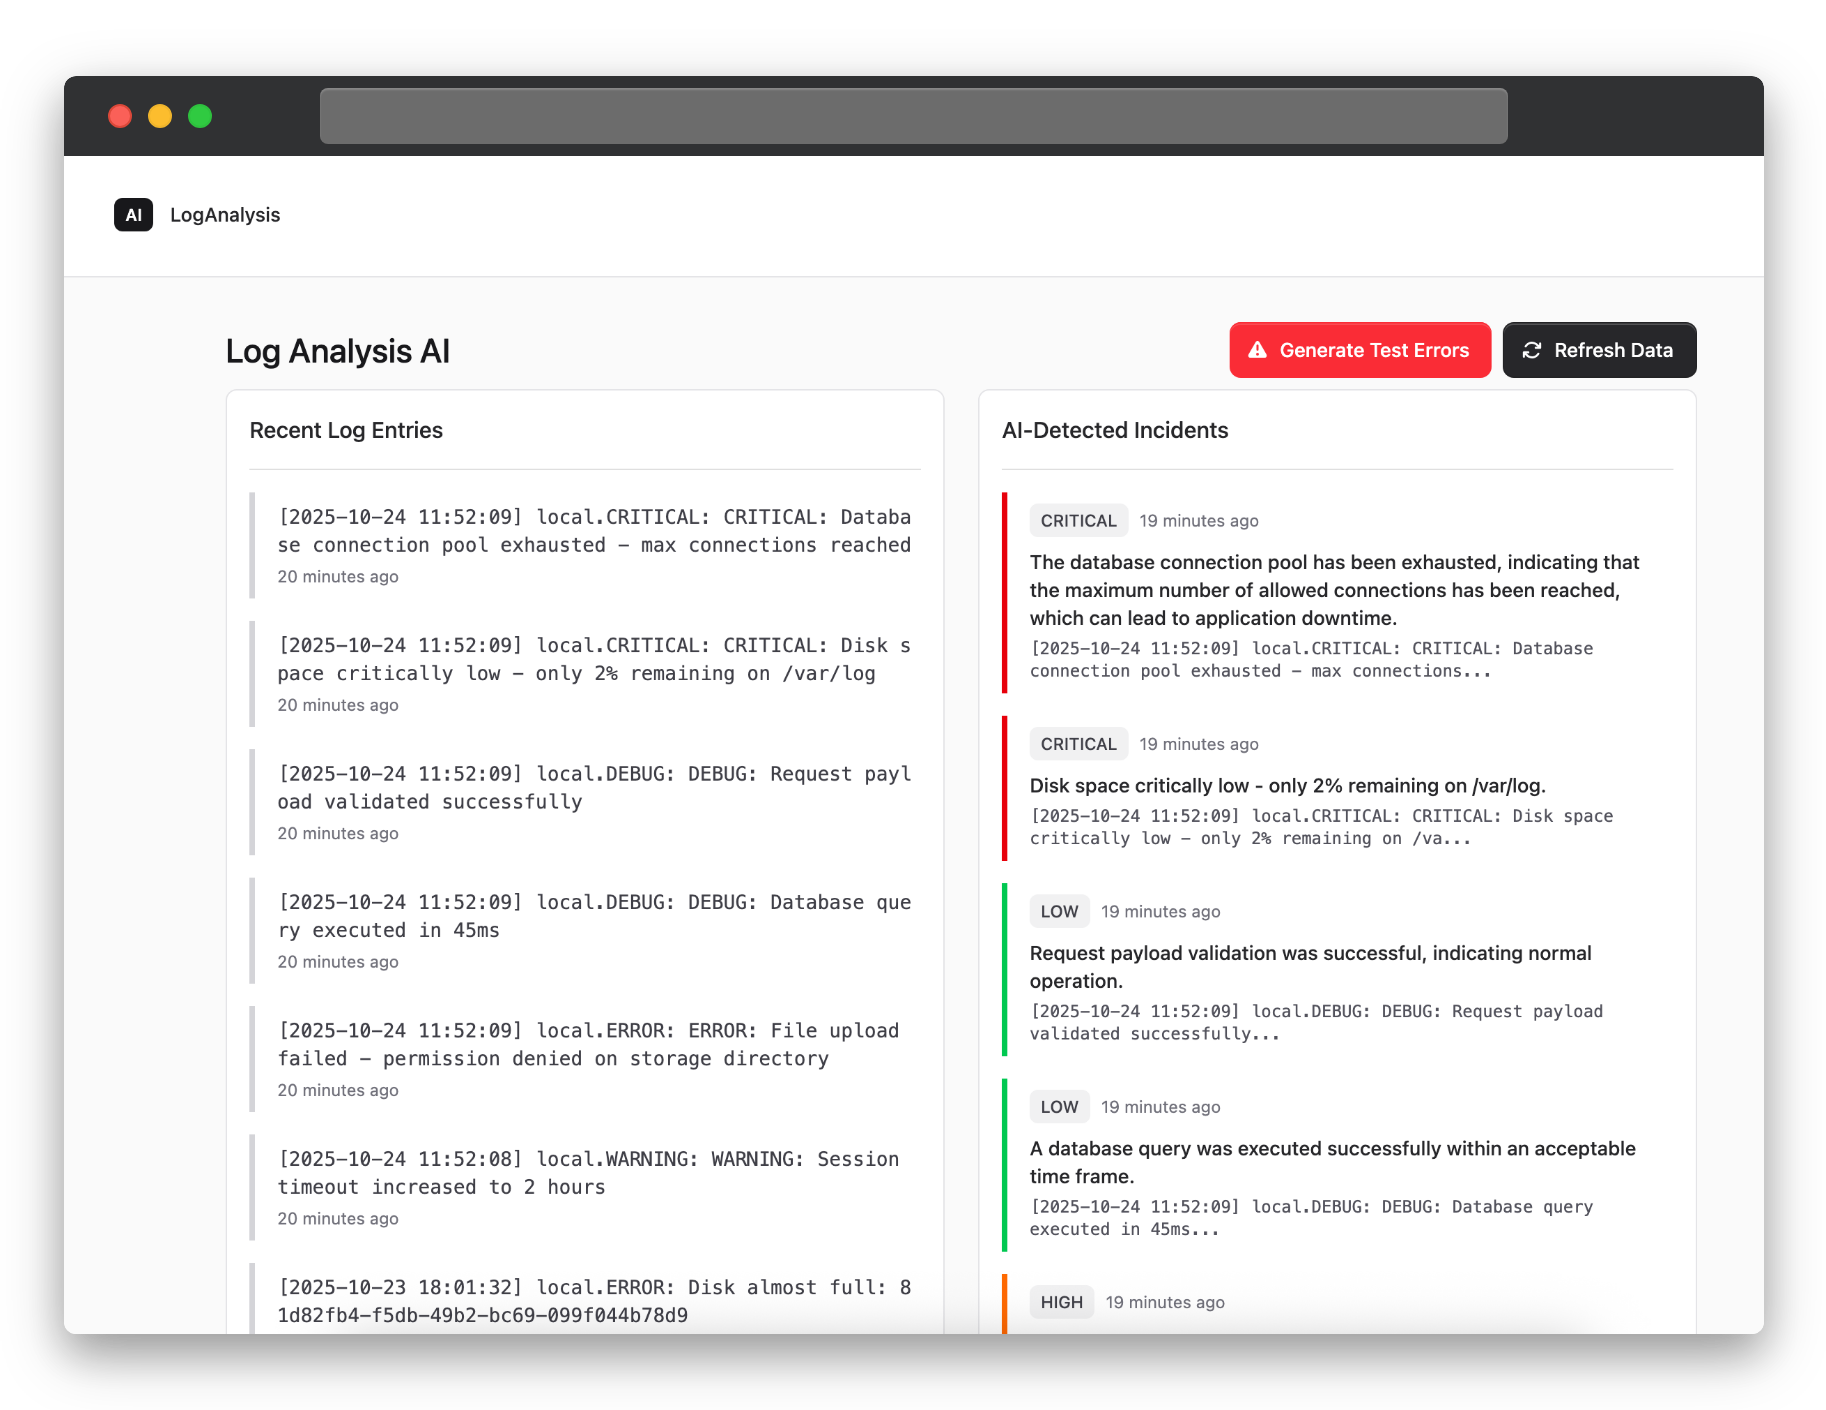 AI LogAnalysis
Log Analysis AI
Generate Test Errors
Refresh Data
Recent Log Entries
[2025-10-24 11:52:09] local.CRITICAL: CRITICAL: Databa
se connection pool exhausted – max connections reached
20 minutes ago
[2025-10-24 11:52:09] local.CRITICAL: CRITICAL: Disk s
pace critically low – only 2% remaining on /var/log
20 minutes ago
[2025-10-24 11:52:09] local.DEBUG: DEBUG: Request payl
oad validated successfully
20 minutes ago
[2025-10-24 11:52:09] local.DEBUG: DEBUG: Database que
ry executed in 45ms
20 minutes ago
[2025-10-24 11:52:09] local.ERROR: ERROR: File upload
failed – permission denied on storage directory
20 minutes ago
[2025-10-24 11:52:08] local.WARNING: WARNING: Session
timeout increased to 2 hours
20 minutes ago
[2025-10-23 18:01:32] local.ERROR: Disk almost full: 8
1d82fb4-f5db-49b2-bc69-099f044b78d9
AI-Detected Incidents
CRITICAL 19 minutes ago
The database connection pool has been exhausted, indicating that
the maximum number of allowed connections has been reached,
which can lead to application downtime.
[2025-10-24 11:52:09] local.CRITICAL: CRITICAL: Database
connection pool exhausted – max connections...
CRITICAL 19 minutes ago
Disk space critically low - only 2% remaining on /var/log.
[2025-10-24 11:52:09] local.CRITICAL: CRITICAL: Disk space
critically low – only 2% remaining on /va...
LOW 19 minutes ago
Request payload validation was successful, indicating normal
operation.
[2025-10-24 11:52:09] local.DEBUG: DEBUG: Request payload
validated successfully...
LOW 19 minutes ago
A database query was executed successfully within an acceptable
time frame.
[2025-10-24 11:52:09] local.DEBUG: DEBUG: Database query
executed in 45ms...
HIGH 19 minutes ago